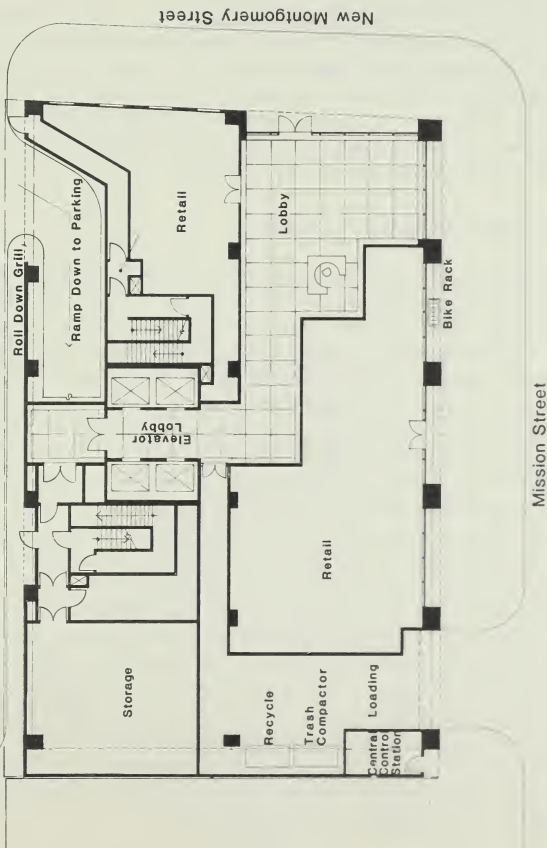 New Montgomery Street
Roll Down Grill
Ramp Down to Parking
Retail
Lobby
Elevator
Lobby
Bike Rack
Mission Street
Retail
Storage
Recycle
Trash
Compactor
Loading
Central
Control
Station